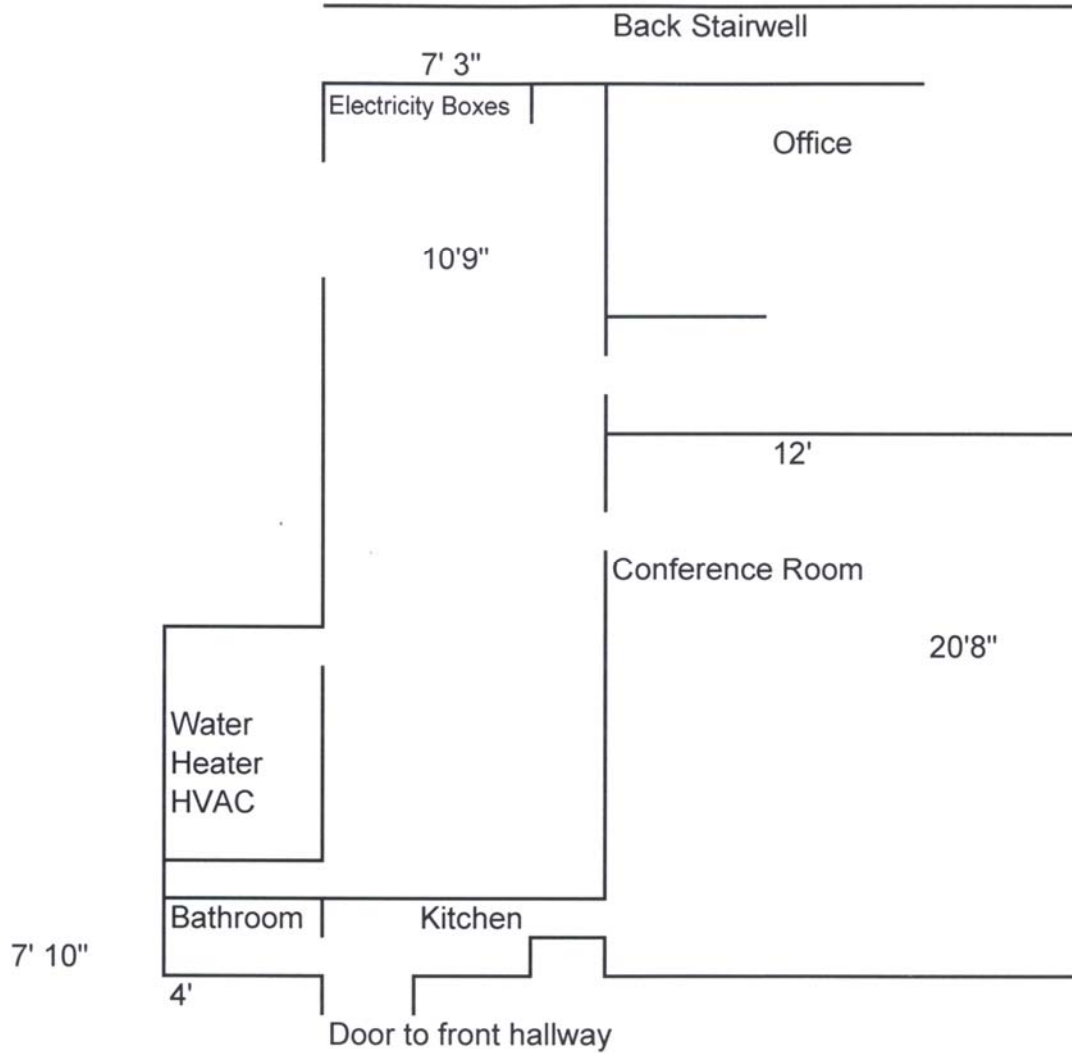 Back Stairwell
7' 3"
Electricity Boxes
Office
10'9"
12'
Conference Room
20'8"
Water
Heater
HVAC
Bathroom
Kitchen
7' 10"
4'
Door to front hallway